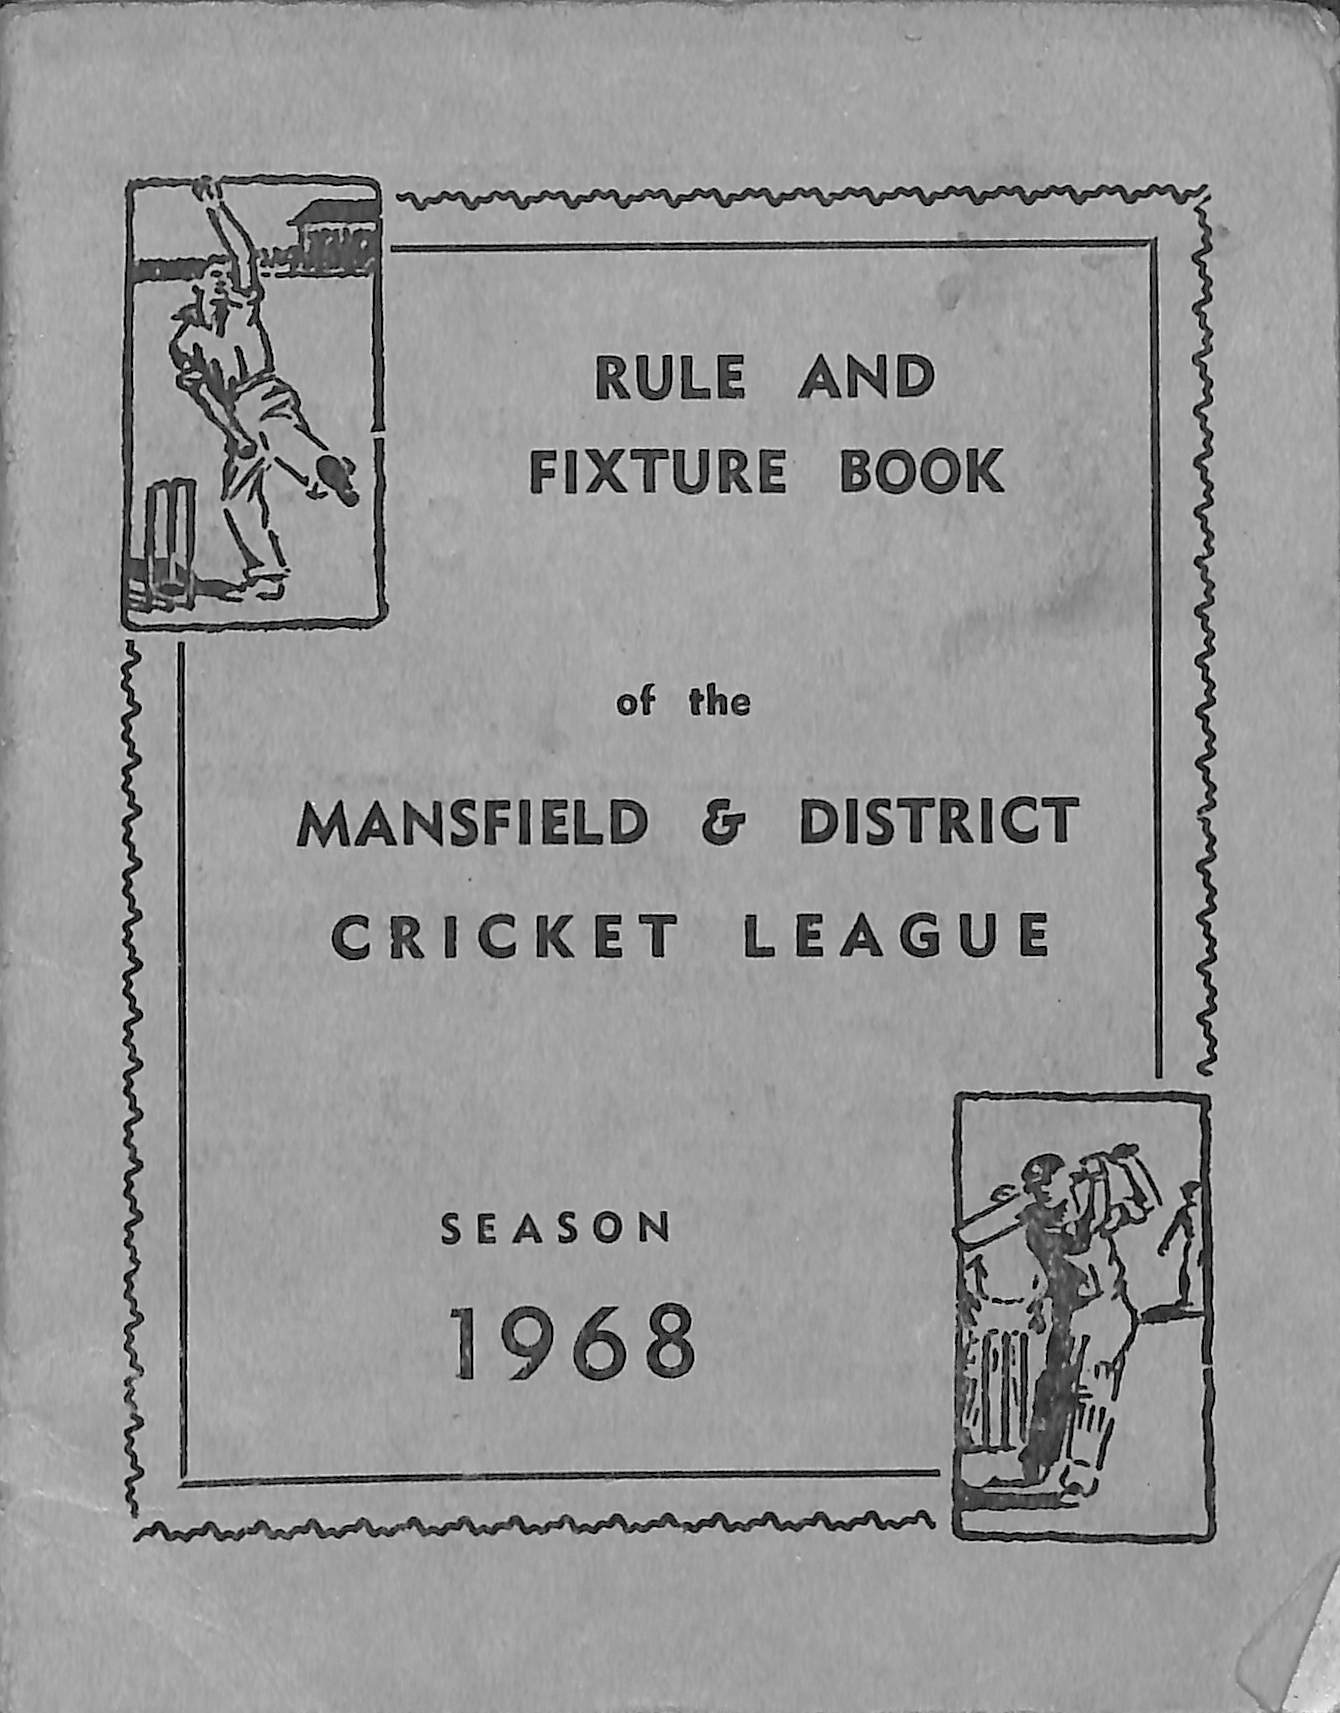 RULE AND
FIXTURE BOOK
of the
MANSFIELD & DISTRICT
CRICKET LEAGUE
SEASON
1968